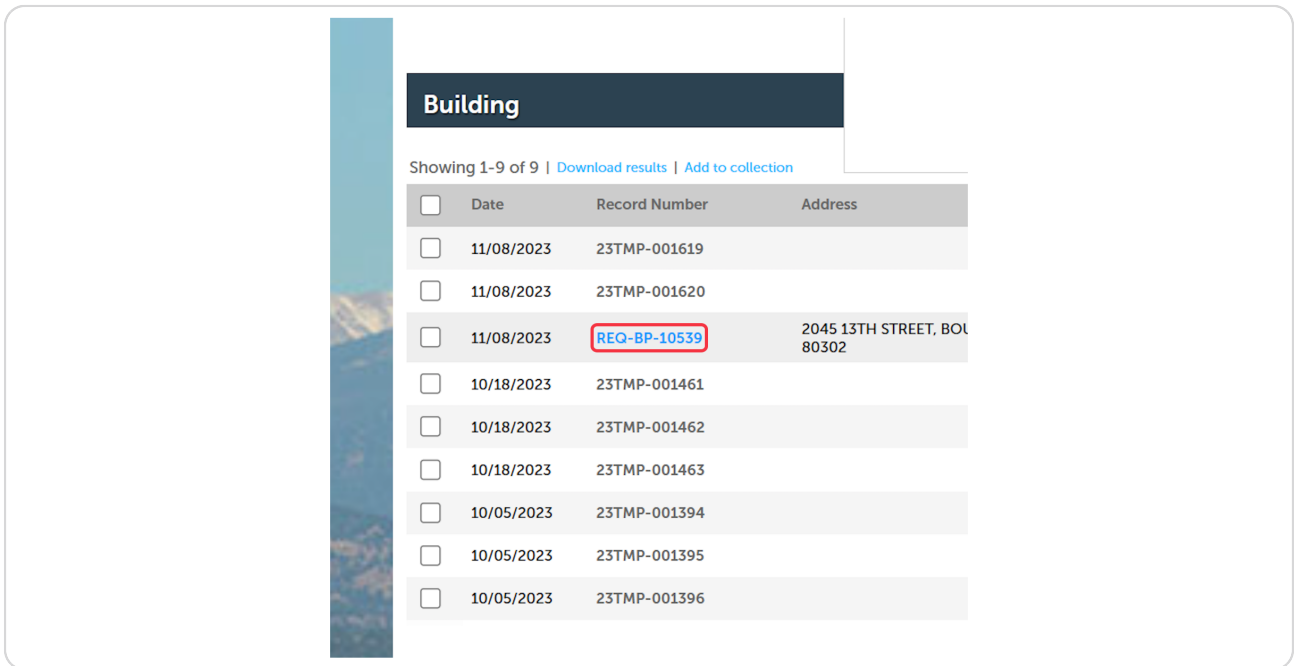 Building
Showing 1-9 of 9 | Download results | Add to collection
Date Record Number Address
11/08/2023 23TMP-001619
11/08/2023 23TMP-001620
11/08/2023 REQ-BP-10539 2045 13TH STREET, BOU
80302
10/18/2023 23TMP-001461
10/18/2023 23TMP-001462
10/18/2023 23TMP-001463
10/05/2023 23TMP-001394
10/05/2023 23TMP-001395
10/05/2023 23TMP-001396